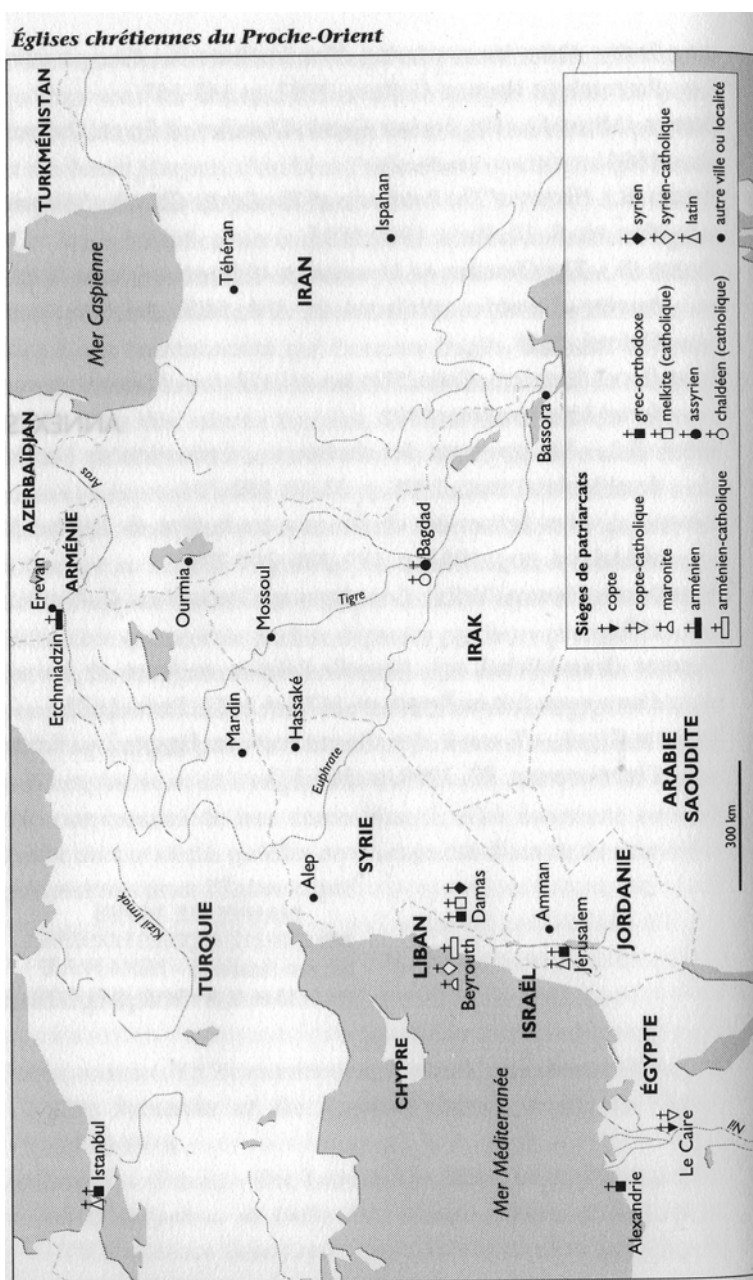 Églises chrétiennes du Proche-Orient
TURKMÉNISTAN
Mer Caspienne
AZERBAÏDJAN
ARMÉNIE
Aras
Erevan
Etchmiadzin
Téhéran
IRAN
Ispahan
Ourmia
Mossoul
Tigre
Bagdad
Bassora
Mardin
Hassaké
Euphrate
IRAK
Kizil Irmak
TURQUIE
Alep
SYRIE
Istanbul
CHYPRE
LIBAN
Beyrouth
Damas
Mer Méditerranée
ISRAËL
Amman
Jérusalem
JORDANIE
ARABIE
SAOUDITE
ÉGYPTE
Alexandrie
Le Caire
Nil
300 km
Sièges de patriarcats
copte
copte-catholique
maronite
arménien
arménien-catholique
grec-orthodoxe
melkite (catholique)
assyrien
chaldéen (catholique)
syrien
syrien-catholique
latin
autre ville ou localité